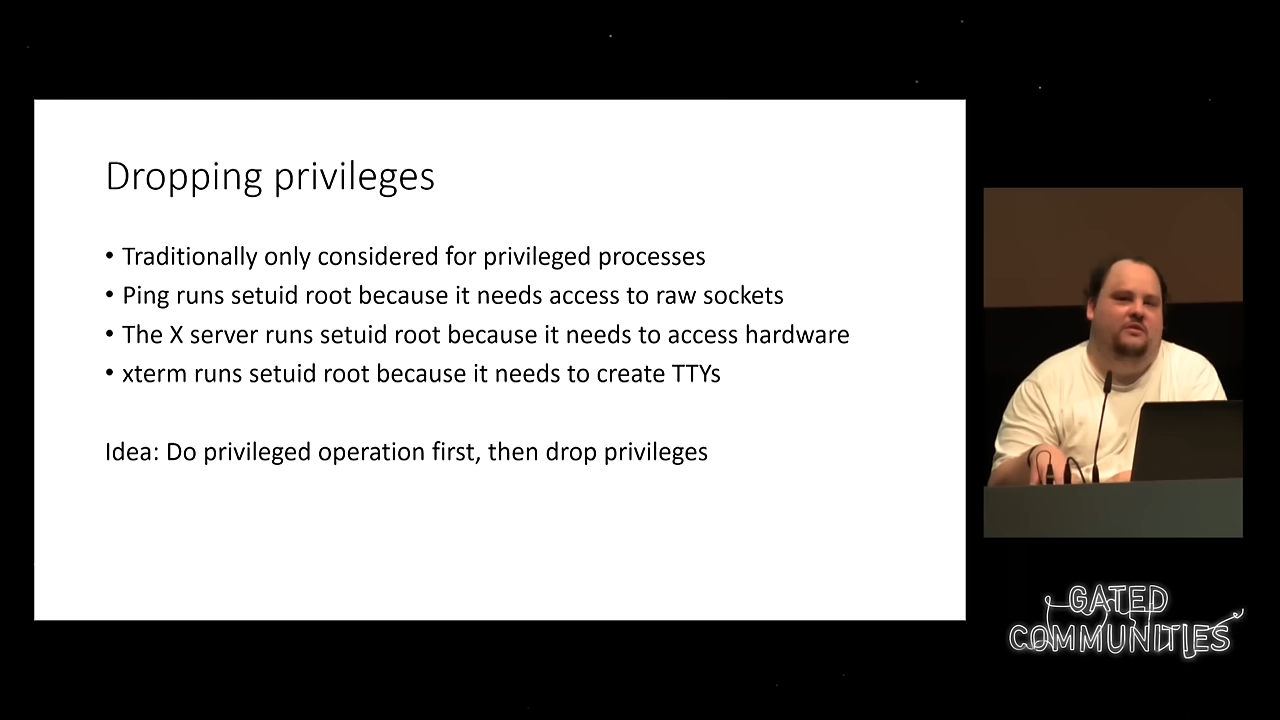 Dropping privileges
• Traditionally only considered for privileged processes
• Ping runs setuid root because it needs access to raw sockets
• The X server runs setuid root because it needs to access hardware
• xterm runs setuid root because it needs to create TTYs
Idea: Do privileged operation first, then drop privileges
GATED
COMMUNITIES